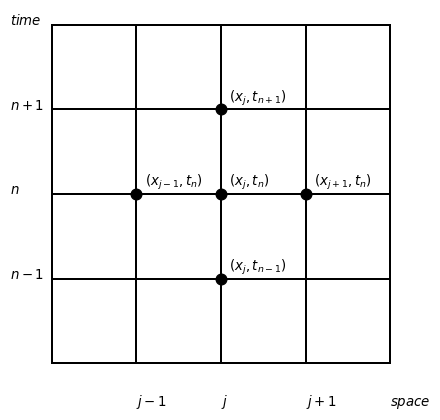 time
(x_j, t_{n+1})
n + 1
(x_{j−1}, t_n) (x_j, t_n) (x_{j+1}, t_n)
n
(x_j, t_{n−1})
n − 1
j − 1 j j + 1 space